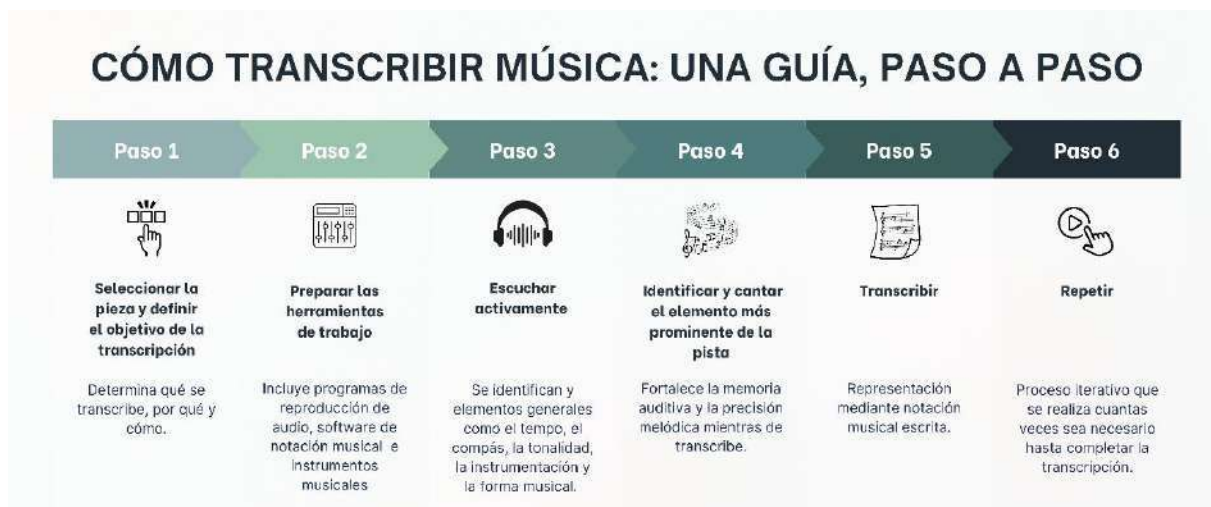 CÓMO TRANSCRIBIR MÚSICA: UNA GUÍA, PASO A PASO
Paso 1
Paso 2
Paso 3
Paso 4
Paso 5
Paso 6
Seleccionar la
pieza y definir
el objetivo de la
transcripción
Determina qué se
transcribe, por qué y
cómo.
Preparar las
herramientas
de trabajo
Incluye programas de
reproducción de
audio, software de
notación musical e
instrumentos
musicales
Escuchar
activamente
Se identifican y
elementos generales
como el tempo, el
compás, la tonalidad,
la instrumentación y
la forma musical.
Identificar y cantar
el elemento más
prominente de la
pista
Fortalece la memoria
auditiva y la precisión
melódica mientras de
transcribe.
Transcribir
Representación
mediante notación
musical escrita.
Repetir
Proceso iterativo que
se realiza cuantas
veces sea necesario
hasta completar la
transcripción.